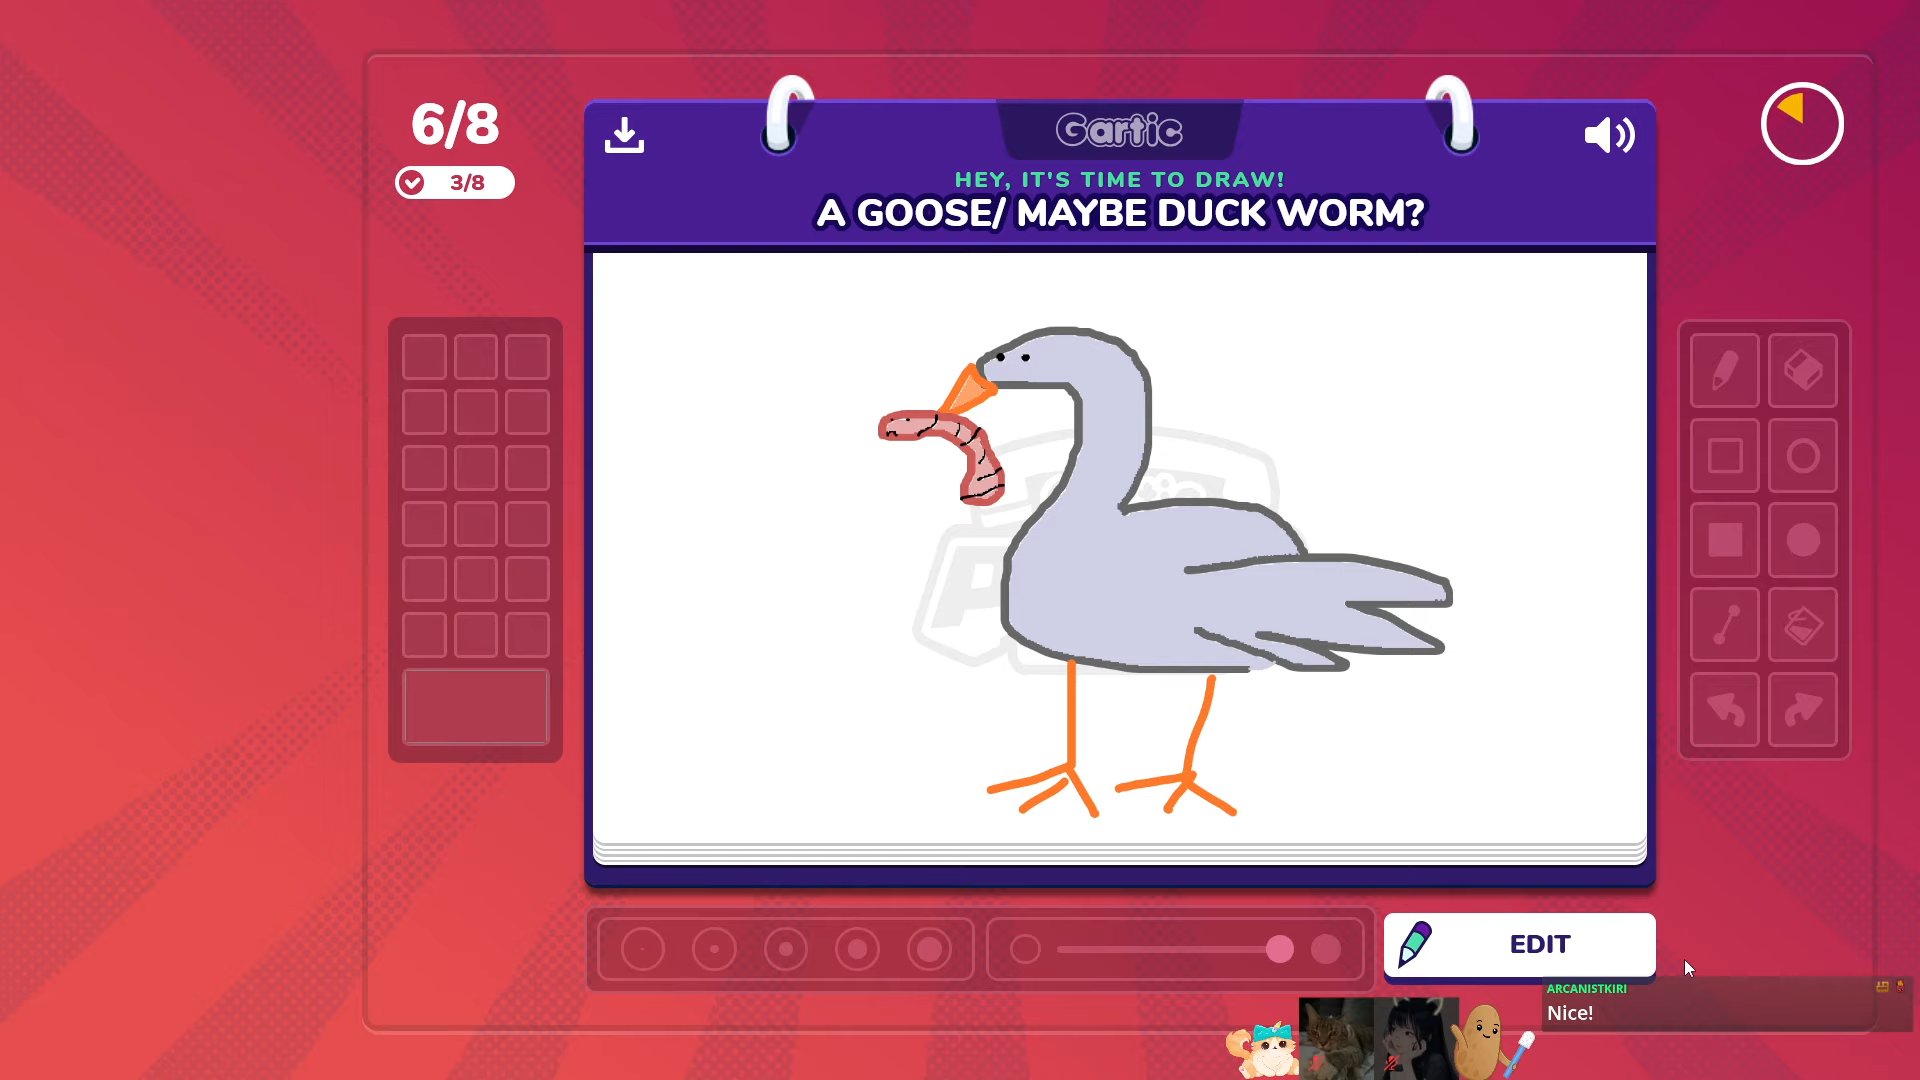 6/8
3/8
Gartic
HEY, IT'S TIME TO DRAW!
A GOOSE/ MAYBE DUCK WORM?
EDIT
ARCANISTKIRI
Nice!